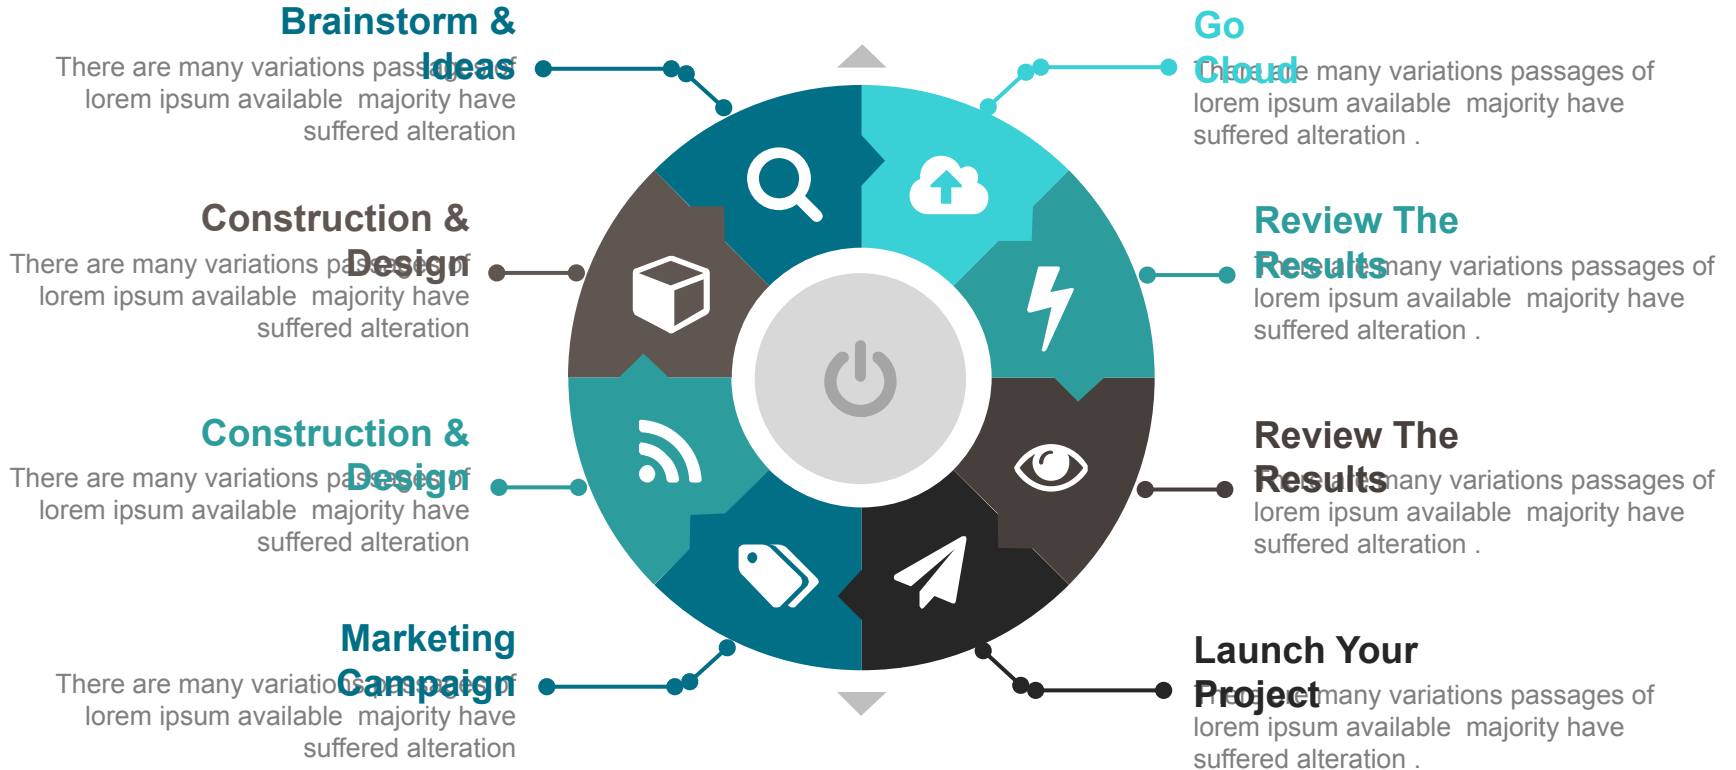 Brainstorm &
Ideas
There are many variations passages of
lorem ipsum available  majority have
suffered alteration
Construction &
Design
There are many variations passages of
lorem ipsum available  majority have
suffered alteration
Construction &
Design
There are many variations passages of
lorem ipsum available  majority have
suffered alteration
Marketing
Campaign
There are many variations passages of
lorem ipsum available  majority have
suffered alteration
Go
Cloud
There are many variations passages of
lorem ipsum available  majority have
suffered alteration .
Review The
Results
There are many variations passages of
lorem ipsum available  majority have
suffered alteration .
Review The
Results
There are many variations passages of
lorem ipsum available  majority have
suffered alteration .
Launch Your
Project
There are many variations passages of
lorem ipsum available  majority have
suffered alteration .